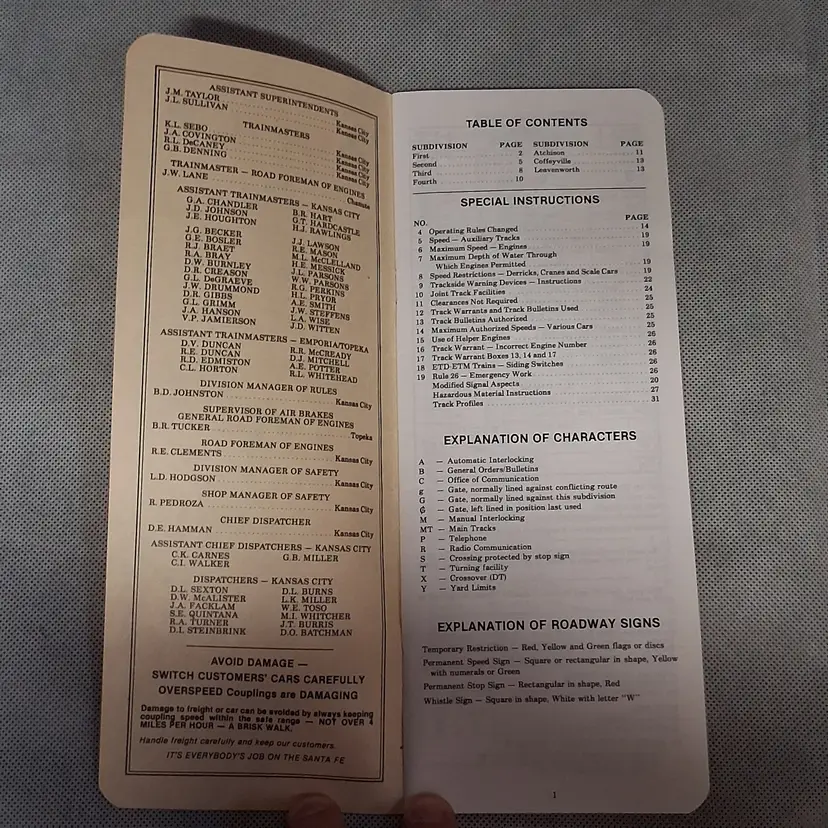 ASSISTANT SUPERINTENDENTS
J.M. TAYLOR Kansas City
J.L. SULLIVAN Kansas City
TRAINMASTERS
K.L. SEBO Kansas City
J.A. COVINGTON Kansas City
R.L. DeCANEY Kansas City
G.B. DENNING Kansas City
TRAINMASTER — ROAD FOREMAN OF ENGINES
J.W. LANE Chanute
ASSISTANT TRAINMASTERS — KANSAS CITY
G.A. CHANDLER B.R. HART
J.D. JOHNSON G.T. HARDCASTLE
J.E. HOUGHTON H.J. RAWLINGS
J.G. BECKER J.J. LAWSON
G.E. BOSLER R.E. MASON
R.J. BRAET M.L. McCLELLAND
R.A. BRAY H.E. MESSICK
D.W. BURNLEY J.L. PARSONS
D.R. CREASON W.W. PARSONS
G.L. DeGRAEVE R.G. PERKINS
J.W. DRUMMOND H.L. PRYOR
D.R. GIBBS A.E. SMITH
G.L. GRIMM J.W. STEFFENS
J.A. HANSON L.A. WISE
V.P. JAMIERSON J.D. WITTEN
ASSISTANT TRAINMASTERS — EMPORIA/TOPEKA
D.V. DUNCAN R.R. McCREADY
R.E. DUNCAN D.J. MITCHELL
R.D. EDMISTON A.E. POTTER
C.L. HORTON R.L. WHITEHEAD
DIVISION MANAGER OF RULES
B.D. JOHNSTON Kansas City
SUPERVISOR OF AIR BRAKES
GENERAL ROAD FOREMAN OF ENGINES
B.R. TUCKER Topeka
ROAD FOREMAN OF ENGINES
R.E. CLEMENTS Kansas City
DIVISION MANAGER OF SAFETY
L.D. HODGSON Kansas City
SHOP MANAGER OF SAFETY
R. PEDROZA Kansas City
CHIEF DISPATCHER
D.E. HAMMAN Kansas City
ASSISTANT CHIEF DISPATCHERS — KANSAS CITY
C.K. CARNES G.B. MILLER
C.I. WALKER
DISPATCHERS — KANSAS CITY
D.L. SEXTON D.L. BURNS
D.W. McALISTER L.K. MILLER
J.A. FACKLAM W.E. TOSO
S.E. QUINTANA M.I. WHITCHER
R.A. TURNER J.T. BURRIS
D.I. STEINBRINK D.O. BATCHMAN
AVOID DAMAGE —
SWITCH CUSTOMERS' CARS CAREFULLY
OVERSPEED Couplings are DAMAGING
Damage to freight or car can be avoided by always keeping
coupling speed within the safe range — NOT OVER 4
MILES PER HOUR — A BRISK WALK.
Handle freight carefully and keep our customers.
IT'S EVERYBODY'S JOB ON THE SANTA FE
TABLE OF CONTENTS
SUBDIVISION PAGE SUBDIVISION PAGE
First 2 Atchison 11
Second 5 Coffeyville 13
Third 8 Leavenworth 13
Fourth 10
SPECIAL INSTRUCTIONS
NO. PAGE
4 Operating Rules Changed 14
5 Speed — Auxiliary Tracks 19
6 Maximum Speed — Engines 19
7 Maximum Depth of Water Through
Which Engines Permitted 19
8 Speed Restrictions — Derricks, Cranes and Scale Cars 19
9 Trackside Warning Devices — Instructions 22
10 Joint Track Facilities 24
11 Clearances Not Required 25
12 Track Warrants and Track Bulletins Used 25
13 Track Bulletins Authorized 25
14 Maximum Authorized Speeds — Various Cars 25
15 Use of Helper Engines 26
16 Track Warrant — Incorrect Engine Number 26
17 Track Warrant Boxes 13, 14 and 17 26
18 ETD-ETM Trains — Siding Switches 26
19 Rule 26 — Emergency Work 26
Modified Signal Aspects 20
Hazardous Material Instructions 27
Track Profiles 31
EXPLANATION OF CHARACTERS
A — Automatic Interlocking
B — General Orders/Bulletins
C — Office of Communication
g — Gate, normally lined against conflicting route
G — Gate, normally lined against this subdivision
₲ — Gate, left lined in position last used
M — Manual Interlocking
MT — Main Tracks
P — Telephone
R — Radio Communication
S — Crossing protected by stop sign
T — Turning facility
X — Crossover (DT)
Y — Yard Limits
EXPLANATION OF ROADWAY SIGNS
Temporary Restriction — Red, Yellow and Green flags or discs
Permanent Speed Sign — Square or rectangular in shape, Yellow
with numerals or Green
Permanent Stop Sign — Rectangular in shape, Red
Whistle Sign — Square in shape, White with letter "W"
1